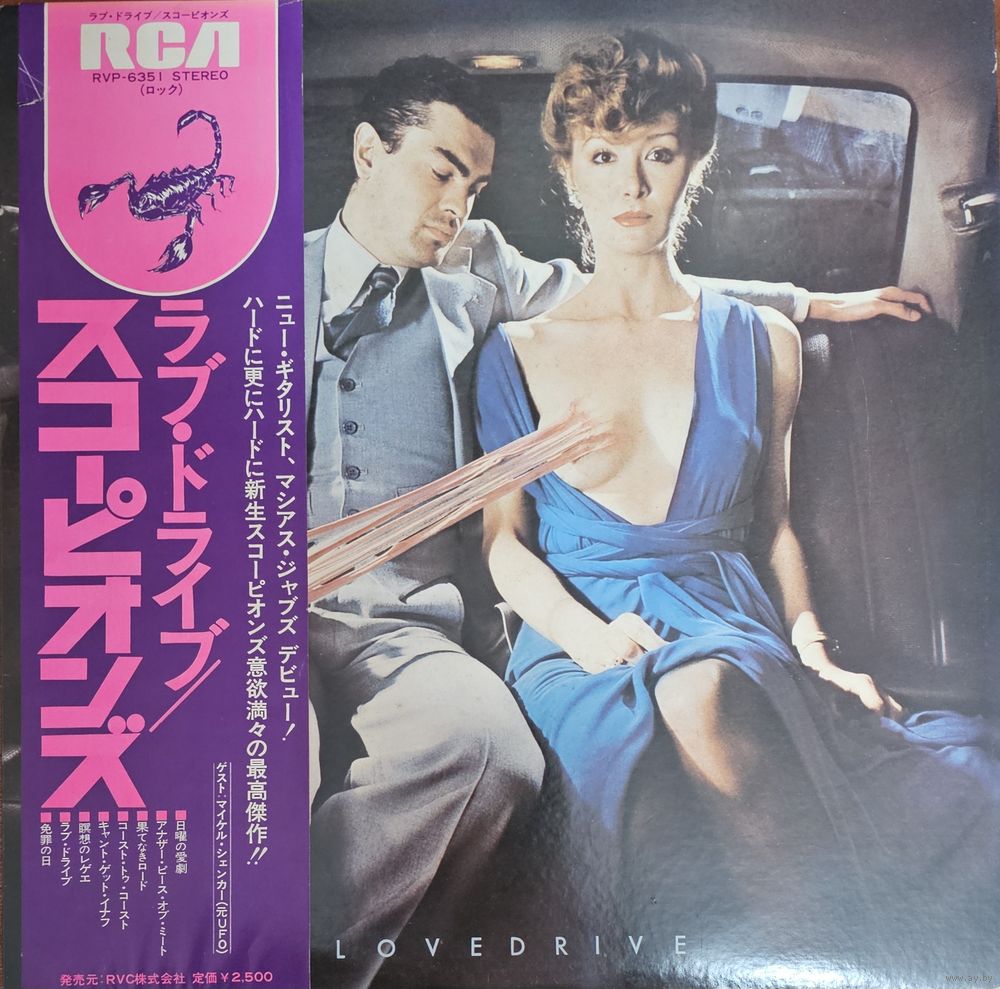 ラブ・ドライブ/スコーピオンズ
RCA
RVP-6351 STEREO
(ロック)
ニュー・ギタリスト、マシアス・ジャブズ デビュー!
ハードに更にハードに新生スコーピオンズ意欲満々の最高傑作!!
ゲスト:マイケル・シェンカー(元UFO)
ラブ・ドライブ/
スコーピオンズ
■日曜の愛劇
■アナザー・ピース・オブ・ミート
■果てなきロード
■コースト・トゥ・コースト
■キャント・ゲット・イナフ
■瞑想のレゲエ
■ラブ・ドライブ
■免罪の日
発売元:RVC株式会社 定価¥2,500
LOVEDRIVE
www.ay.by